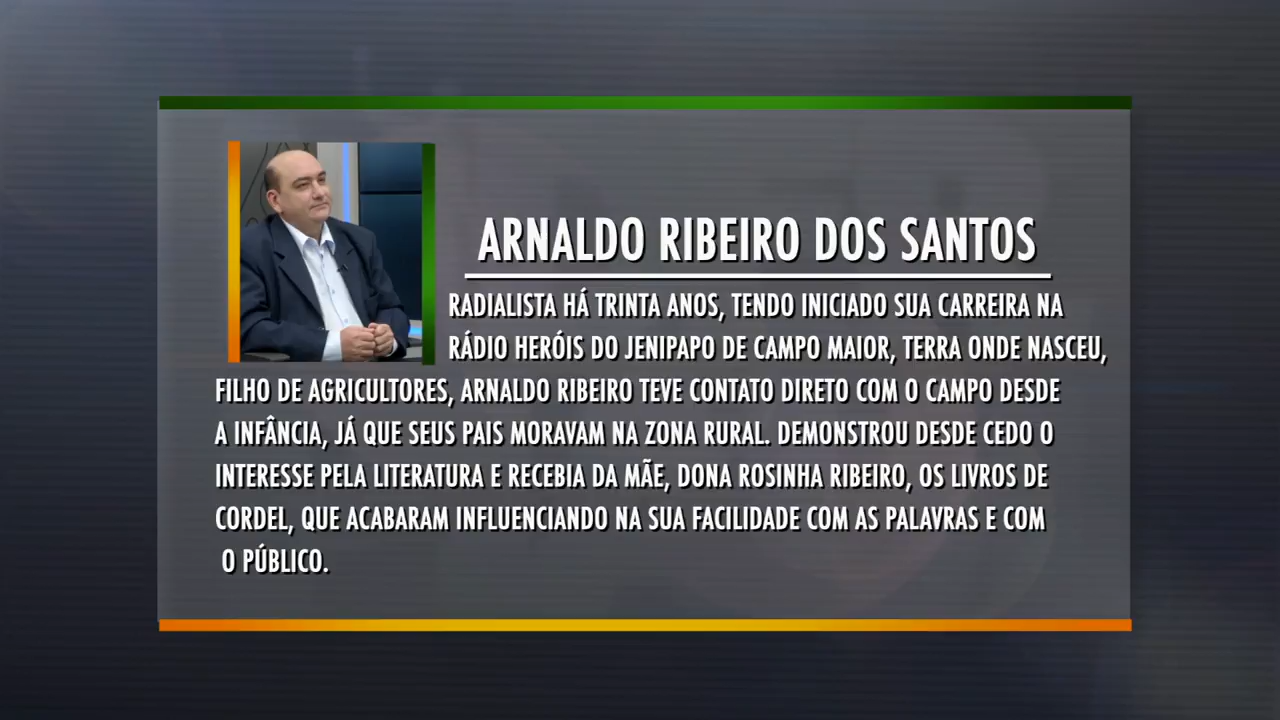 ARNALDO RIBEIRO DOS SANTOS
RADIALISTA HÁ TRINTA ANOS, TENDO INICIADO SUA CARREIRA NA
RÁDIO HERÓIS DO JENIPAPO DE CAMPO MAIOR, TERRA ONDE NASCEU,
FILHO DE AGRICULTORES, ARNALDO RIBEIRO TEVE CONTATO DIRETO COM O CAMPO DESDE
A INFÂNCIA, JÁ QUE SEUS PAIS MORAVAM NA ZONA RURAL. DEMONSTROU DESDE CEDO O
INTERESSE PELA LITERATURA E RECEBIA DA MÃE, DONA ROSINHA RIBEIRO, OS LIVROS DE
CORDEL, QUE ACABARAM INFLUENCIANDO NA SUA FACILIDADE COM AS PALAVRAS E COM
O PÚBLICO.